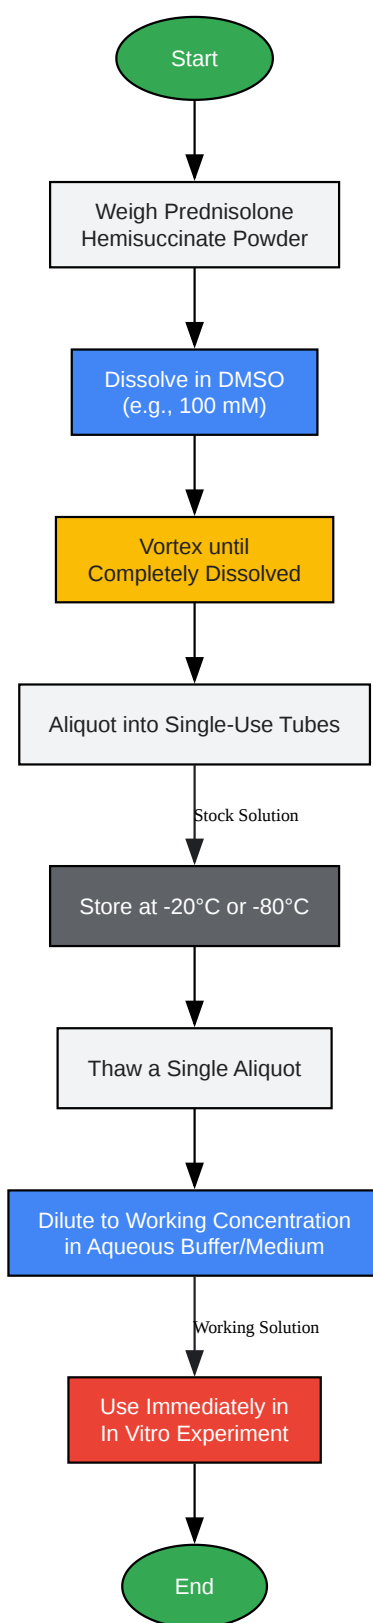 Start
Weigh Prednisolone
Hemisuccinate Powder
Dissolve in DMSO
(e.g., 100 mM)
Vortex until
Completely Dissolved
Aliquot into Single-Use Tubes
Stock Solution
Store at -20°C or -80°C
Thaw a Single Aliquot
Dilute to Working Concentration
in Aqueous Buffer/Medium
Working Solution
Use Immediately in
In Vitro Experiment
End